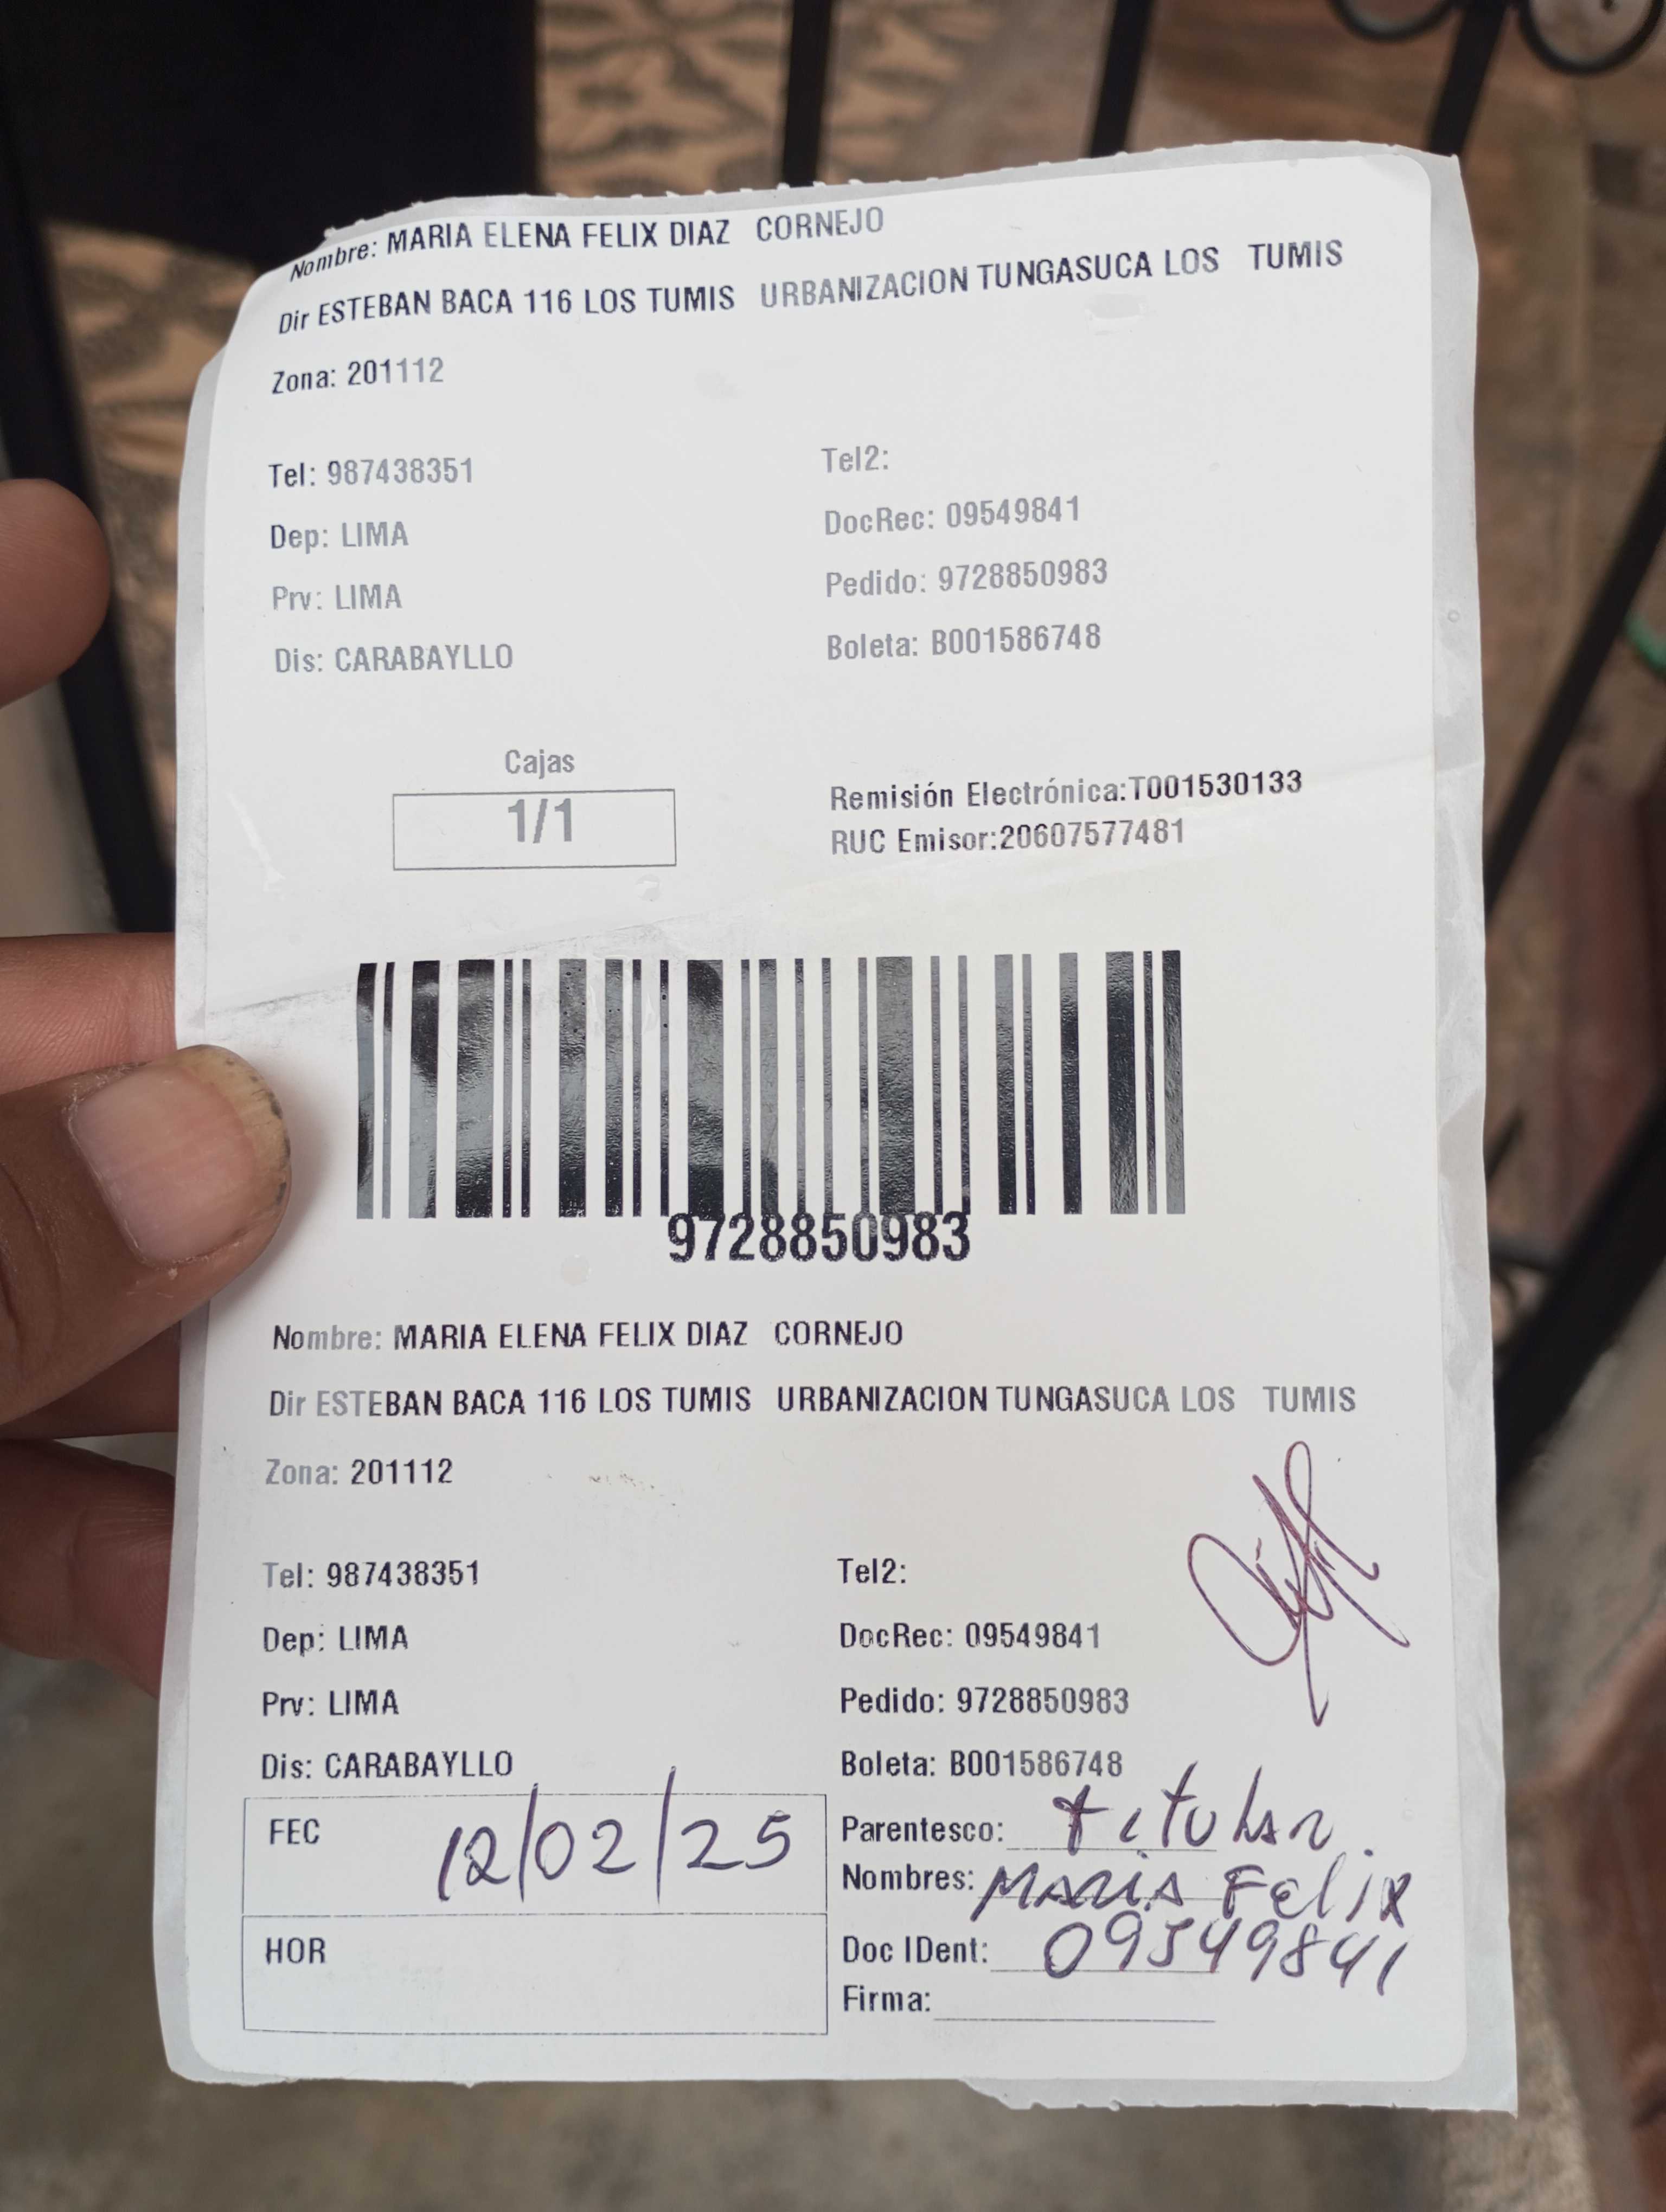 Nombre: MARIA ELENA FELIX DIAZ CORNEJO
Dir ESTEBAN BACA 116 LOS TUMIS URBANIZACION TUNGASUCA LOS TUMIS
Zona: 201112
Tel: 987438351 Tel2:
Dep: LIMA DocRec: 09549841
Prv: LIMA Pedido: 9728850983
Dis: CARABAYLLO Boleta: B001586748
Cajas
1/1
Remisión Electrónica:T001530133
RUC Emisor:20607577481
9728850983
Nombre: MARIA ELENA FELIX DIAZ CORNEJO
Dir ESTEBAN BACA 116 LOS TUMIS URBANIZACION TUNGASUCA LOS TUMIS
Zona: 201112
Tel: 987438351 Tel2:
Dep: LIMA DocRec: 09549841
Prv: LIMA Pedido: 9728850983
Dis: CARABAYLLO Boleta: B001586748
FEC 12/02/25
HOR
Parentesco: titular
Nombres: MARIA Felix
Doc IDent: 09549841
Firma: